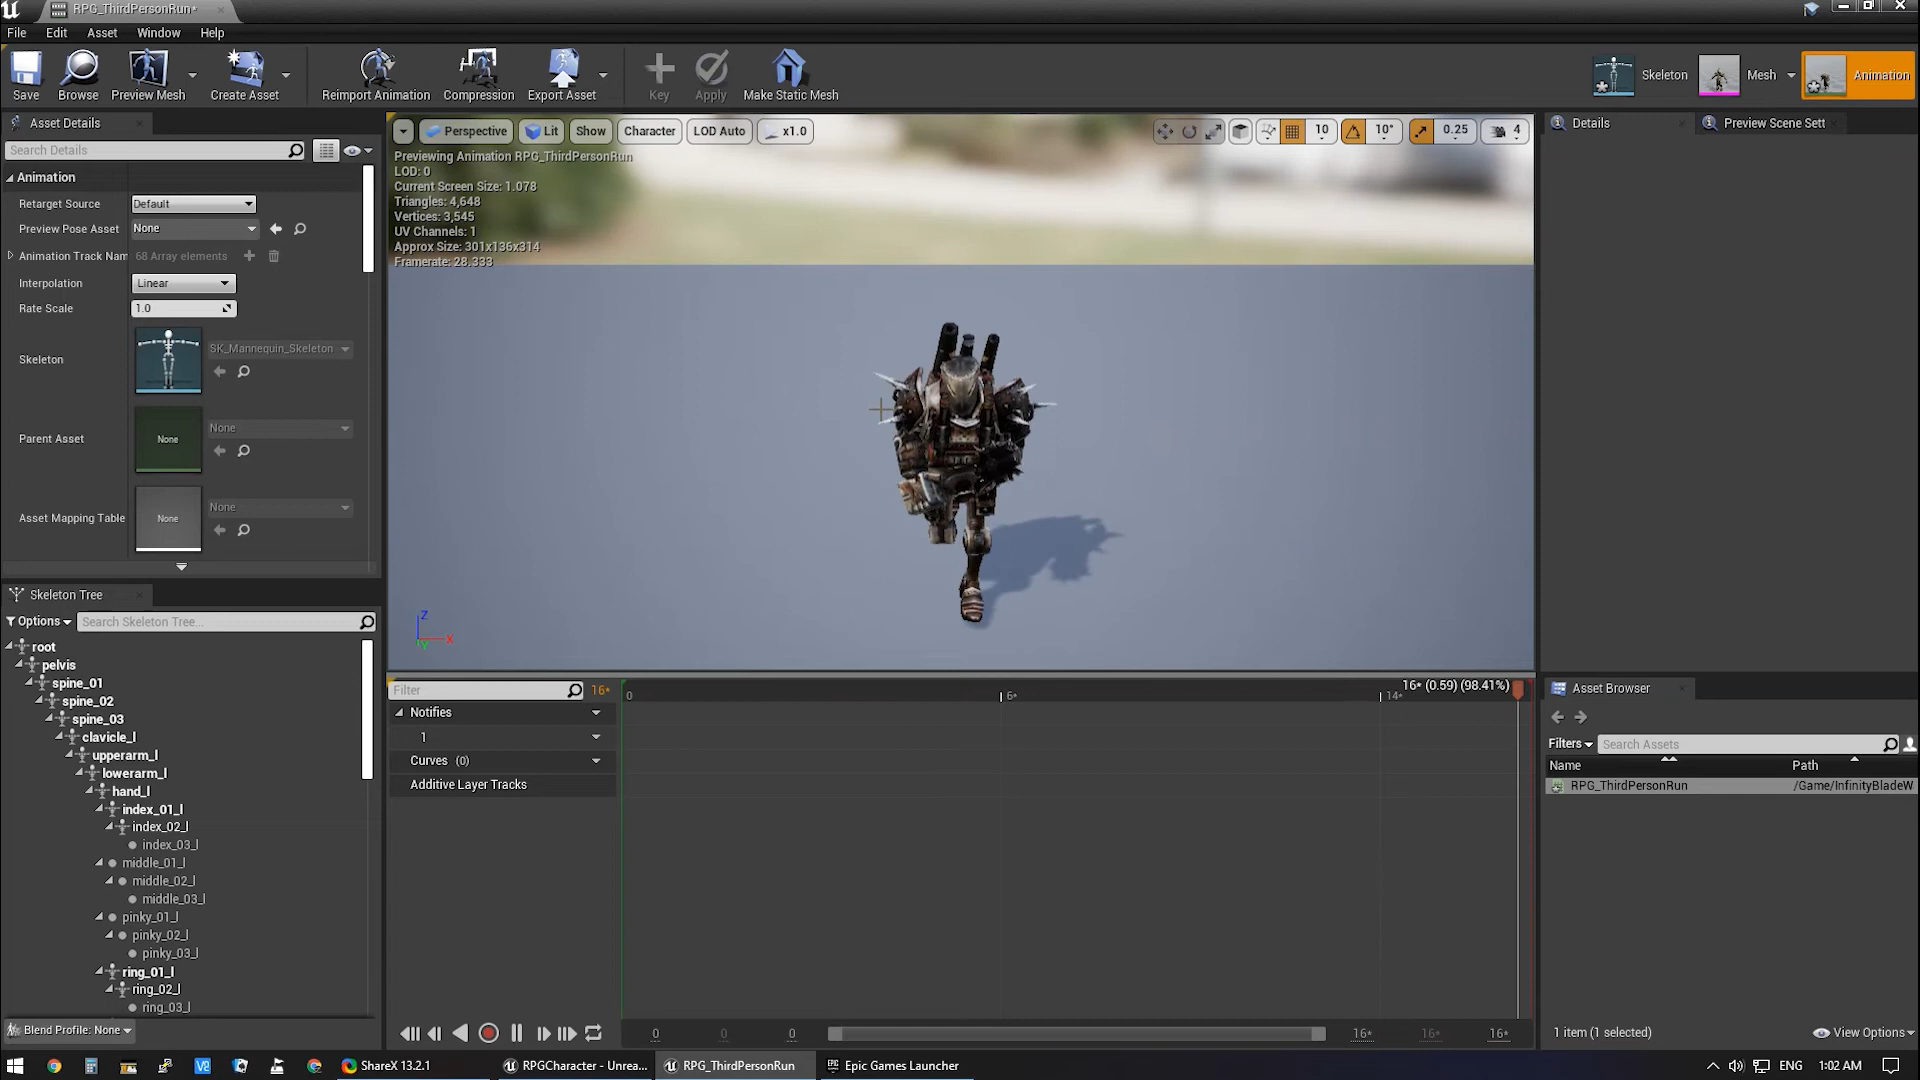 RPG_ThirdPersonRun*
File Edit Asset Window Help
Save Browse Preview Mesh Create Asset Reimport Animation Compression Export Asset Key Apply Make Static Mesh Skeleton Mesh Animation
Asset Details
Search Details
Animation
Retarget Source Default
Preview Pose Asset None
Animation Track Nam 68 Array elements
Interpolation Linear
Rate Scale 1.0
Skeleton SK_Mannequin_Skeleton
Parent Asset None None
Asset Mapping Table None None
Perspective Lit Show Character LOD Auto x1.0 10 10° 0.25 4
Previewing Animation RPG_ThirdPersonRun
LOD: 0
Current Screen Size: 1.078
Triangles: 4,648
Vertices: 3,545
UV Channels: 1
Approx Size: 301x136x314
Framerate: 28.333
Z
X
Y
Details Preview Scene Sett
Skeleton Tree
Options Search Skeleton Tree...
root
pelvis
spine_01
spine_02
spine_03
clavicle_l
upperarm_l
lowerarm_l
hand_l
index_01_l
index_02_l
index_03_l
middle_01_l
middle_02_l
middle_03_l
pinky_01_l
pinky_02_l
pinky_03_l
ring_01_l
ring_02_l
ring_03_l
Blend Profile: None
Filter 16* 0 6* 14* 16* (0.59) (98.41%)
Notifies
1
Curves (0)
Additive Layer Tracks
0 0 0 16* 16* 16*
Asset Browser
Filters Search Assets
Name Path
RPG_ThirdPersonRun /Game/InfinityBladeW
1 item (1 selected) View Options
ShareX 13.2.1 RPGCharacter - Unrea... RPG_ThirdPersonRun Epic Games Launcher ENG 1:02 AM